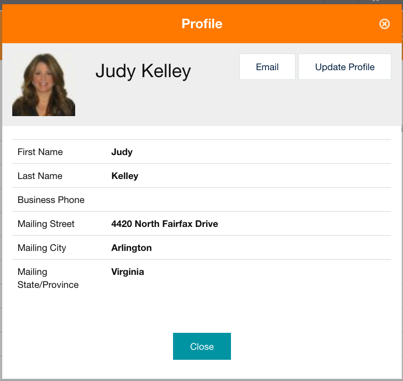 Profile
Judy Kelley
Email
Update Profile
First Name Judy
Last Name Kelley
Business Phone
Mailing Street 4420 North Fairfax Drive
Mailing City Arlington
Mailing Virginia
State/Province
Close